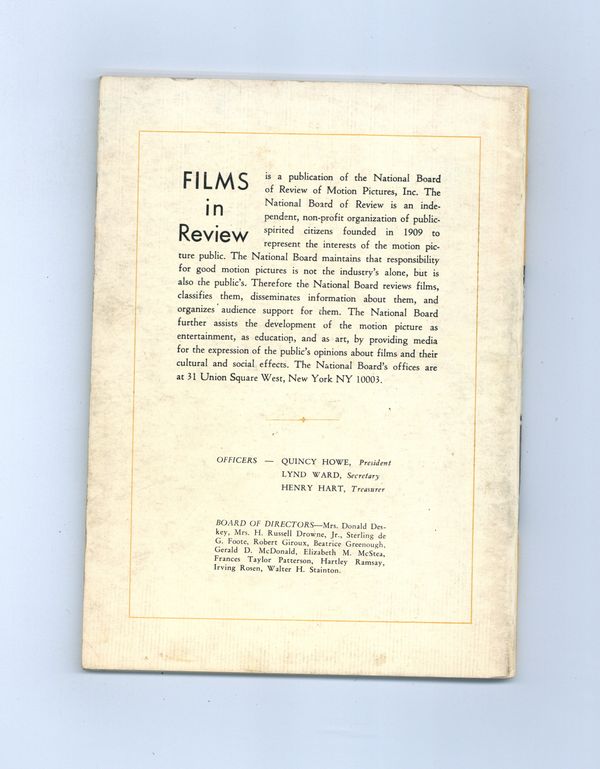 FILMS
in
Review
is a publication of the National Board
of Review of Motion Pictures, Inc. The
National Board of Review is an inde-
pendent, non-profit organization of public-
spirited citizens founded in 1909 to
represent the interests of the motion pic-
ture public. The National Board maintains that responsibility
for good motion pictures is not the industry's alone, but is
also the public's. Therefore the National Board reviews films,
classifies them, disseminates information about them, and
organizes audience support for them. The National Board
further assists the development of the motion picture as
entertainment, as education, and as art, by providing media
for the expression of the public's opinions about films and their
cultural and social effects. The National Board's offices are
at 31 Union Square West, New York NY 10003.
OFFICERS — QUINCY HOWE, President
LYND WARD, Secretary
HENRY HART, Treasurer
BOARD OF DIRECTORS—Mrs. Donald Des-
key, Mrs. H. Russell Drowne, Jr., Sterling de
G. Foote, Robert Giroux, Beatrice Greenough,
Gerald D. McDonald, Elizabeth M. McStea,
Frances Taylor Patterson, Hartley Ramsay,
Irving Rosen, Walter H. Stainton.